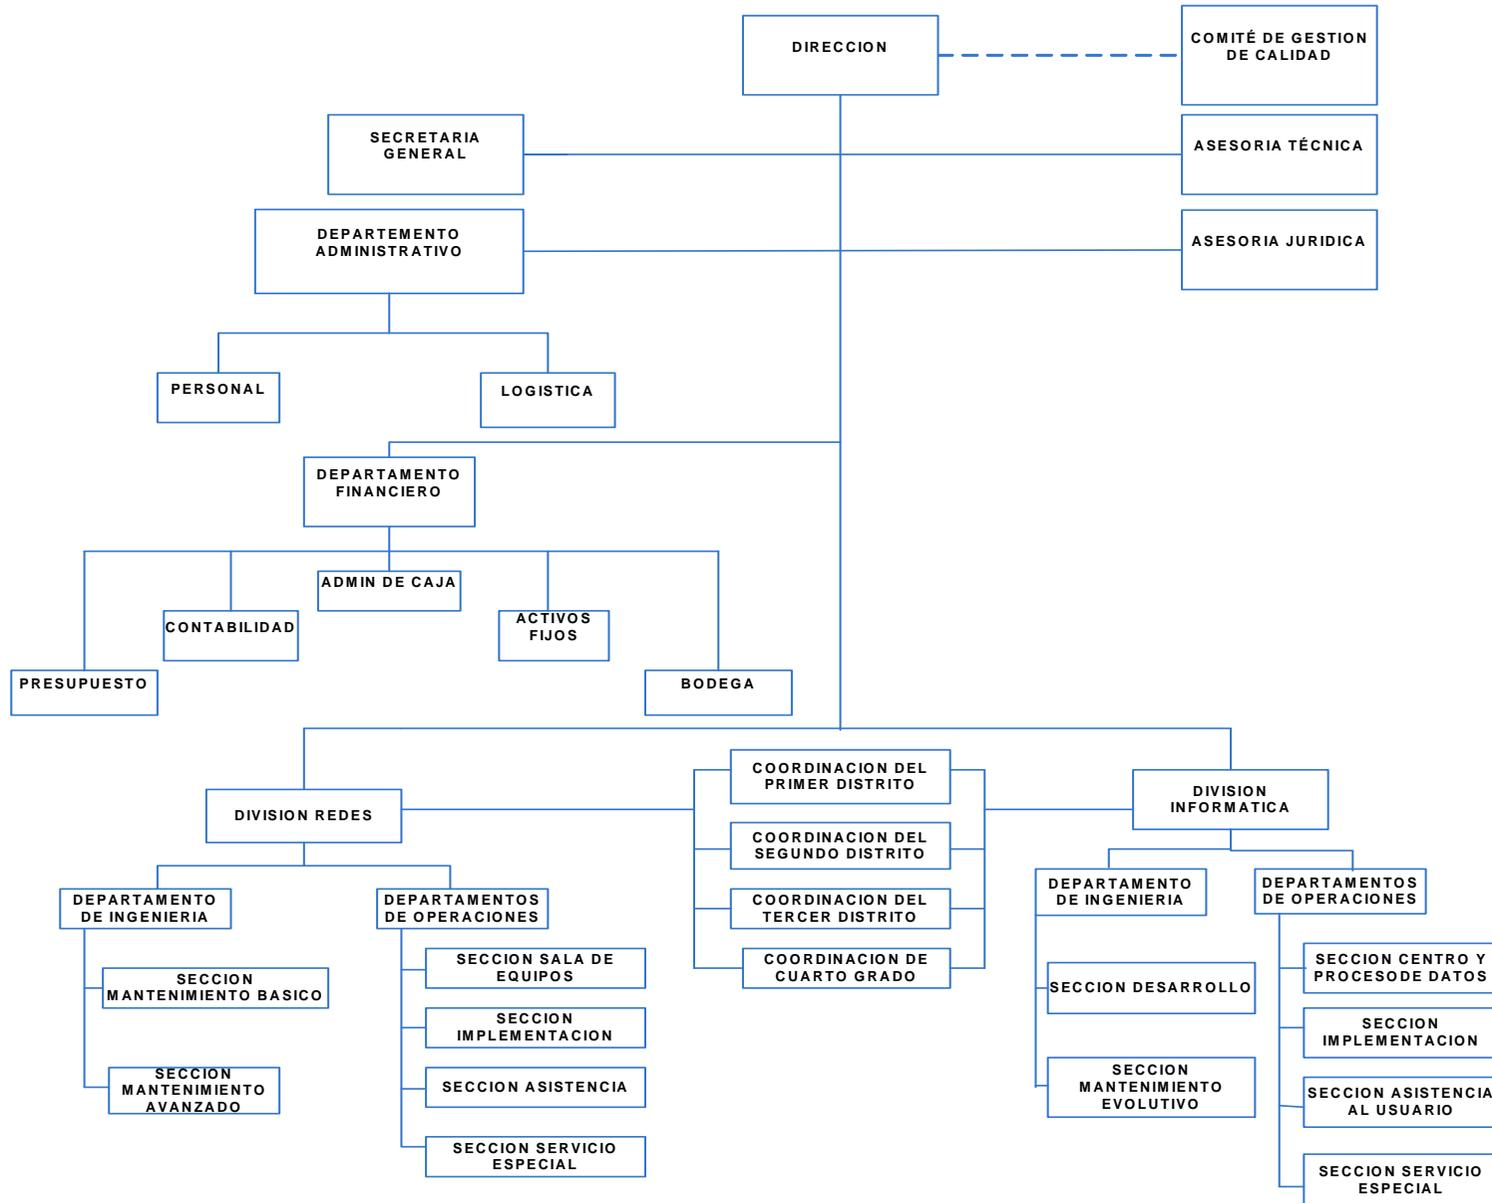 DIRECCION
COMITÉ DE GESTION
DE CALIDAD
SECRETARIA
GENERAL
ASESORIA TÉCNICA
DEPARTEMENTO
ADMINISTRATIVO
ASESORIA JURIDICA
PERSONAL
LOGISTICA
DEPARTAMENTO
FINANCIERO
ADMIN DE CAJA
CONTABILIDAD
ACTIVOS
FIJOS
PRESUPUESTO
BODEGA
DIVISION REDES
COORDINACION DEL
PRIMER DISTRITO
COORDINACION DEL
SEGUNDO DISTRITO
COORDINACION DEL
TERCER DISTRITO
COORDINACION DE
CUARTO GRADO
DIVISION
INFORMATICA
DEPARTAMENTO
DE INGENIERIA
SECCION
MANTENIMIENTO BASICO
SECCION
MANTENIMIENTO
AVANZADO
DEPARTAMENTOS
DE OPERACIONES
SECCION SALA DE
EQUIPOS
SECCION
IMPLEMENTACION
SECCION ASISTENCIA
SECCION SERVICIO
ESPECIAL
DEPARTAMENTO
DE INGENIERIA
SECCION DESARROLLO
SECCION
MANTENIMIENTO
EVOLUTIVO
DEPARTAMENTOS
DE OPERACIONES
SECCION CENTRO Y
PROCESODE DATOS
SECCION
IMPLEMENTACION
SECCION ASISTENCIA
AL USUARIO
SECCION SERVICIO
ESPECIAL